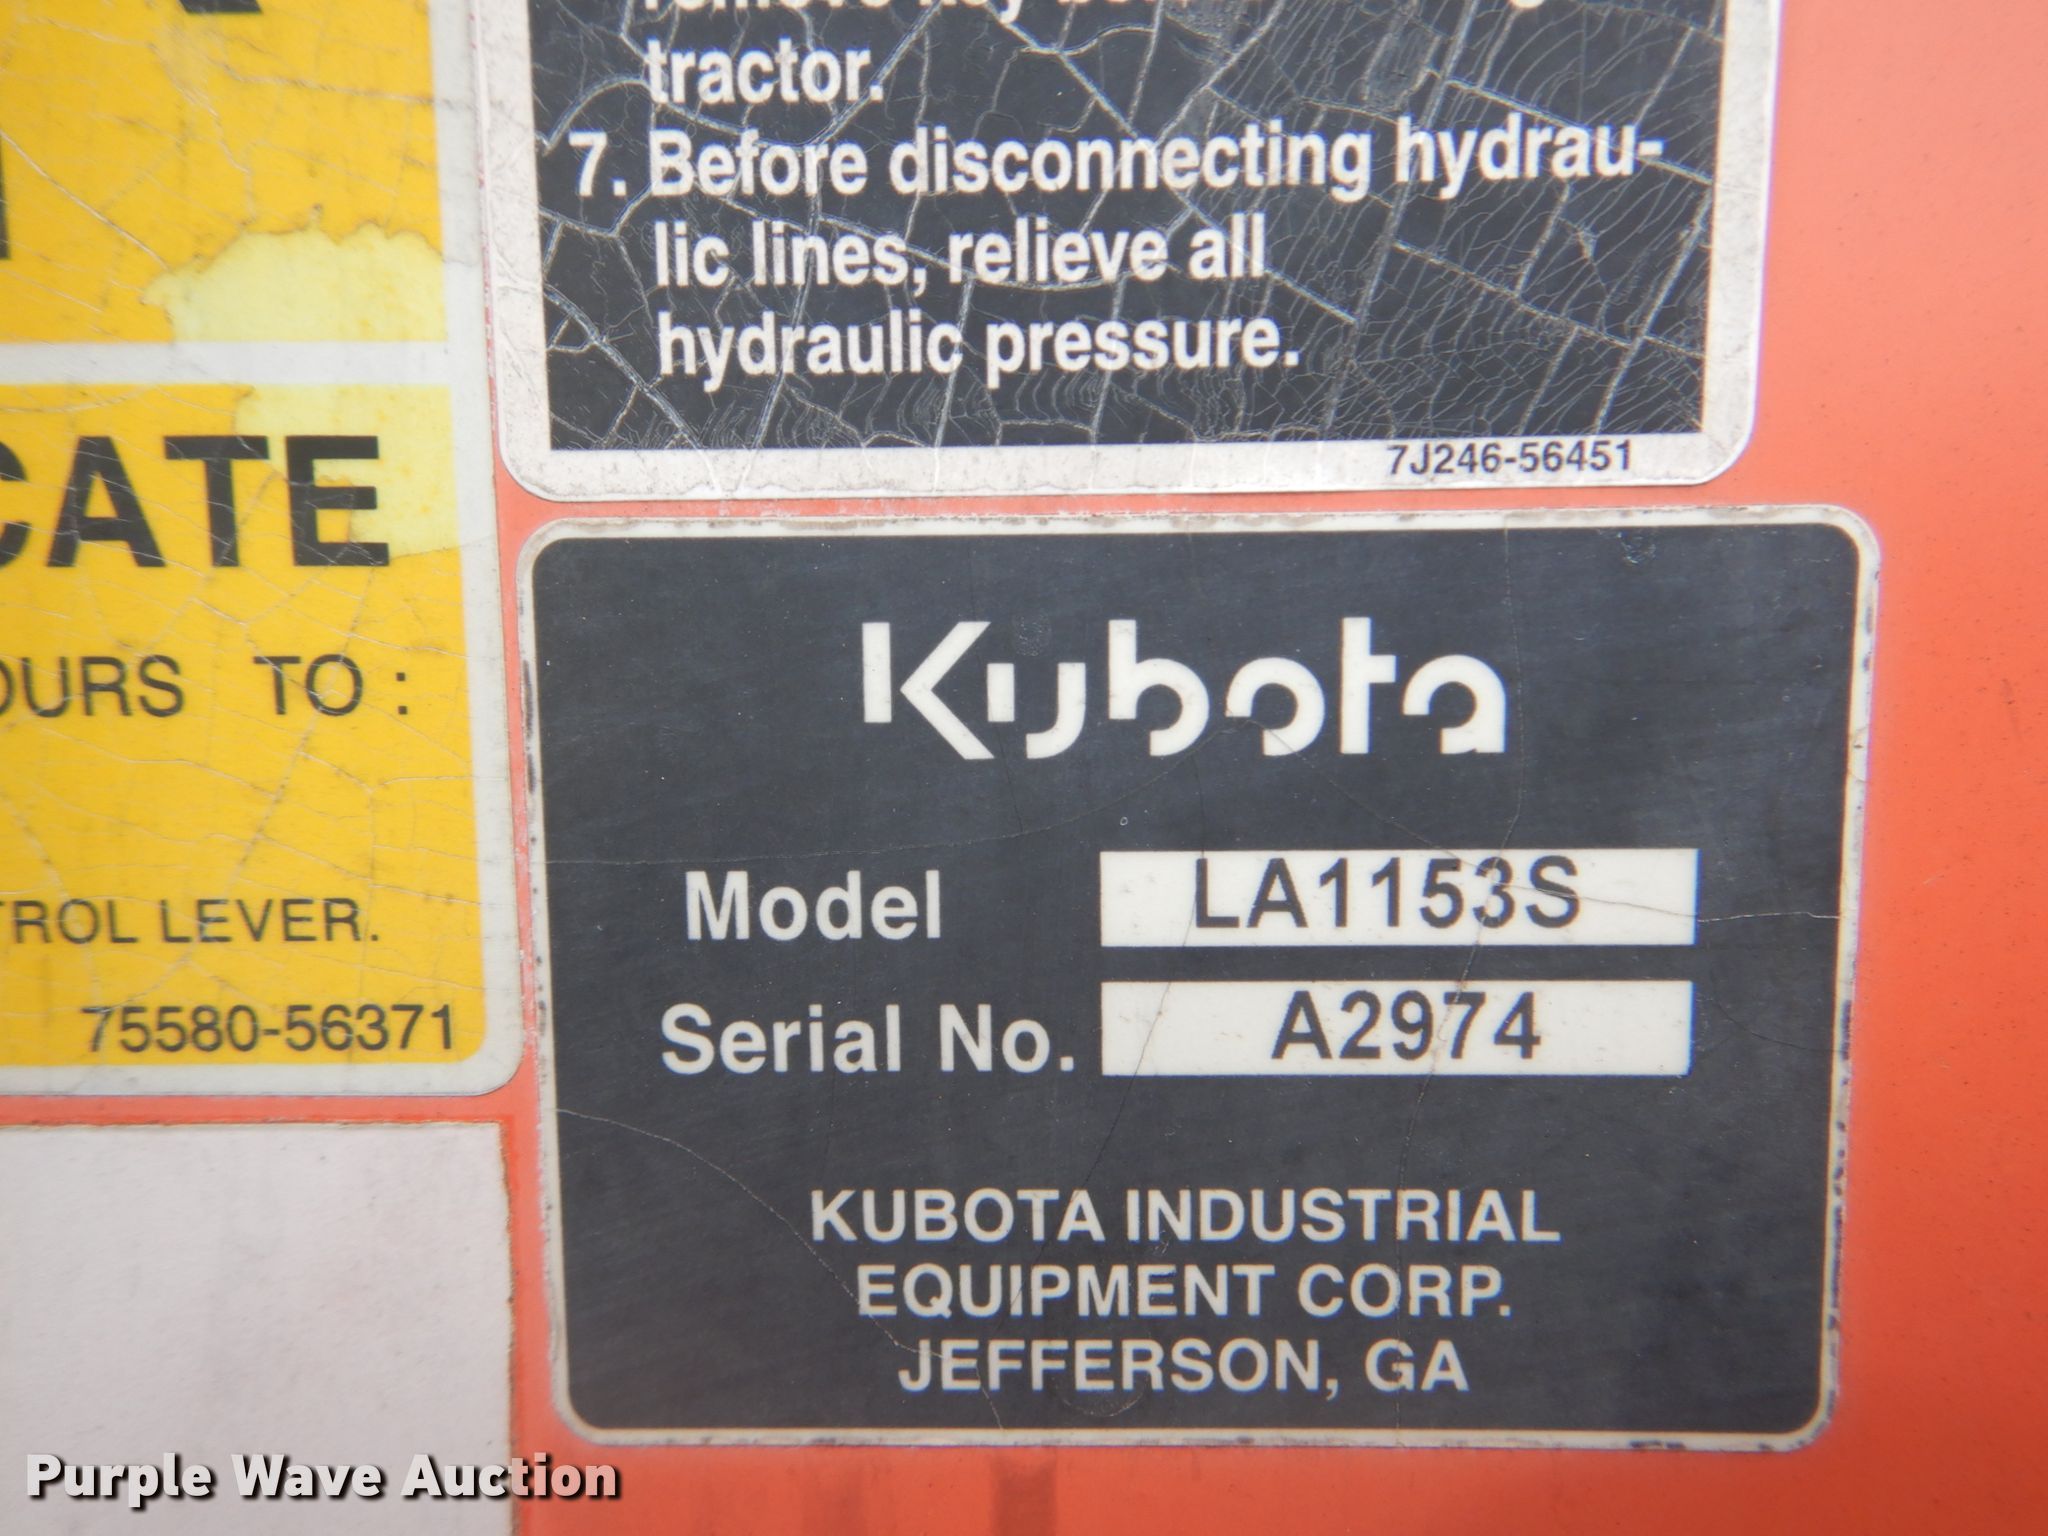 tractor.
7. Before disconnecting hydrau-
lic lines, relieve all
hydraulic pressure.
7J246-56451
CATE
OURS TO :
TROL LEVER.
75580-56371
Kubota
Model LA1153S
Serial No. A2974
KUBOTA INDUSTRIAL
EQUIPMENT CORP.
JEFFERSON, GA
Purple Wave Auction